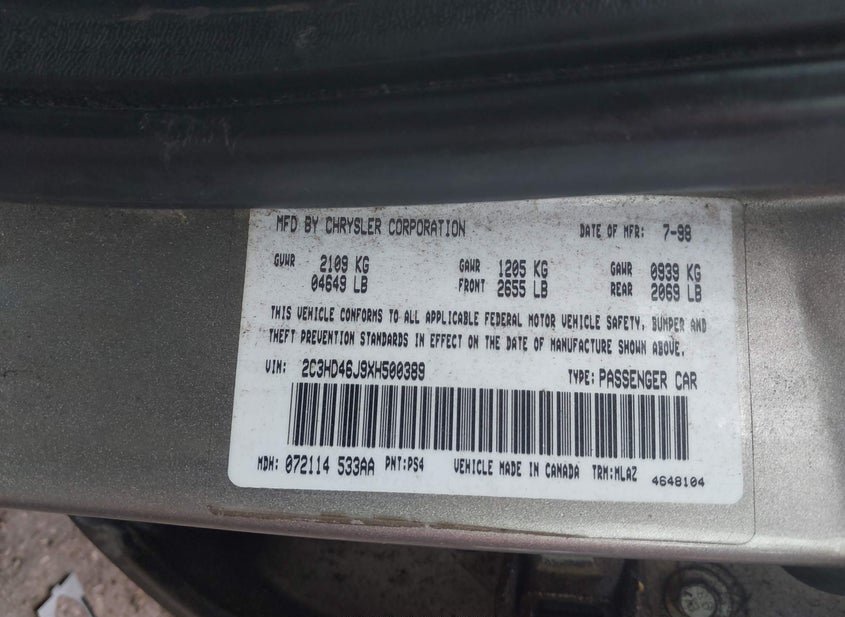 MFD BY CHRYSLER CORPORATION DATE OF MFR: 7-98
GVWR 2109 KG GAWR 1205 KG GAWR 0939 KG
04649 LB FRONT 2655 LB REAR 2069 LB
THIS VEHICLE CONFORMS TO ALL APPLICABLE FEDERAL MOTOR VEHICLE SAFETY, BUMPER AND
THEFT PREVENTION STANDARDS IN EFFECT ON THE DATE OF MANUFACTURE SHOWN ABOVE.
VIN: 2C3HD46J9XH500389 TYPE: PASSENGER CAR
MDH: 072114 533AA PNT:PS4 VEHICLE MADE IN CANADA TRM:MLAZ 4648104